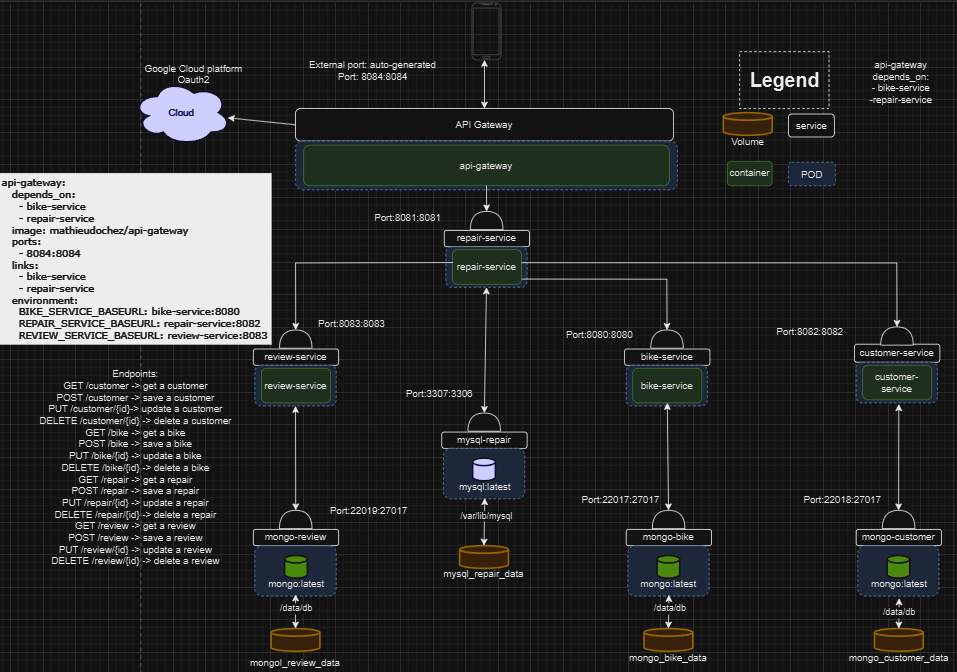 Google Cloud platform
Oauth2
Cloud
External port: auto-generated
Port: 8084:8084
Legend
Volume
service
container
POD
api-gateway
depends_on:
- bike-service
-repair-service
API Gateway
api-gateway
api-gateway:
depends_on:
- bike-service
- repair-service
image: mathieudochez/api-gateway
ports:
- 8084:8084
links:
- bike-service
- repair-service
environment:
BIKE_SERVICE_BASEURL: bike-service:8080
REPAIR_SERVICE_BASEURL: repair-service:8082
REVIEW_SERVICE_BASEURL: review-service:8083
Port:8081:8081
repair-service
repair-service
Port:8083:8083
review-service
review-service
Port:8080:8080
bike-service
bike-service
Port:8082:8082
customer-service
customer-
service
Endpoints:
GET /customer -> get a customer
POST /customer -> save a customer
PUT /customer/{id}-> update a customer
DELETE /customer/{id}-> delete a customer
GET /bike -> get a bike
POST /bike -> save a bike
PUT /bike/{id} -> update a bike
DELETE /bike/{id} -> delete a bike
GET /repair -> get a repair
POST /repair -> save a repair
PUT /repair/{id} -> update a repair
DELETE /repair/{id} -> delete a repair
GET /review -> get a review
POST /review -> save a review
PUT /review/{id} -> update a review
DELETE /review/{id} -> delete a review
Port:3307:3306
mysql-repair
mysql:latest
/var/lib/mysql
mysql_repair_data
Port:22019:27017
mongo-review
mongo:latest
/data/db
mongol_review_data
Port:22017:27017
mongo-bike
mongo:latest
/data/db
mongo_bike_data
Port:22018:27017
mongo-customer
mongo:latest
/data/db
mongo_customer_data